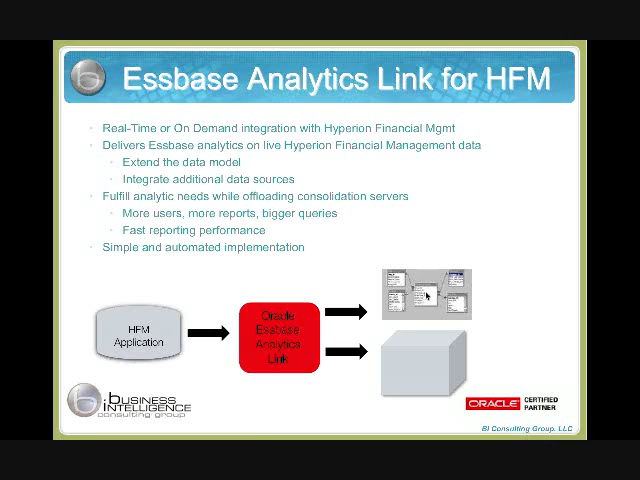 Essbase Analytics Link for HFM
Real-Time or On Demand integration with Hyperion Financial Mgmt
Delivers Essbase analytics on live Hyperion Financial Management data
Extend the data model
Integrate additional data sources
Fulfill analytic needs while offloading consolidation servers
More users, more reports, bigger queries
Fast reporting performance
Simple and automated implementation
HFM
Application
Oracle
Essbase
Analytics
Link
BUSINESS
INTELLIGENCE
consulting group
ORACLE
CERTIFIED
PARTNER
BI Consulting Group, LLC